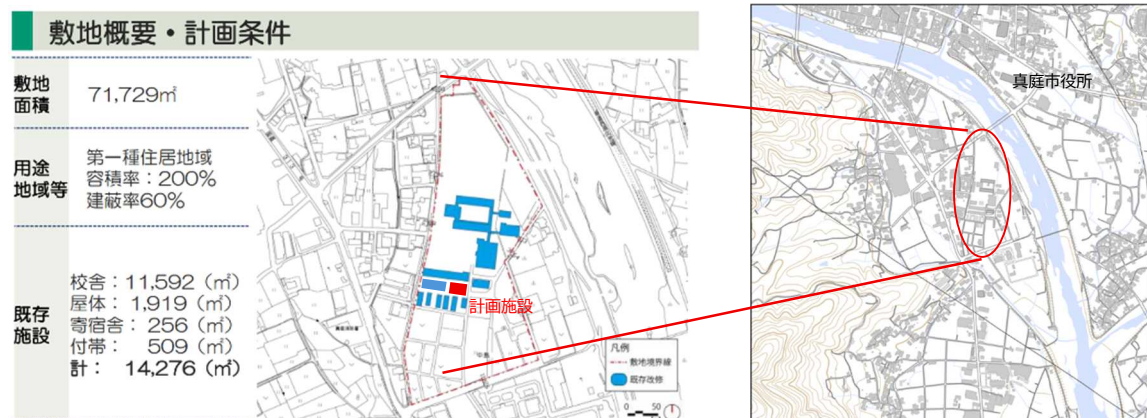 敷地概要・計画条件
敷地
面積
71,729㎡
用途
地域等
第一種住居地域
容積率：200%
建蔽率60%
既存
施設
校舎：11,592（㎡）
屋体： 1,919（㎡）
寄宿舎： 256（㎡）
付帯： 509（㎡）
計： 14,276（㎡）
計画施設
凡例
敷地境界線
既存改修
0 50
真庭市役所